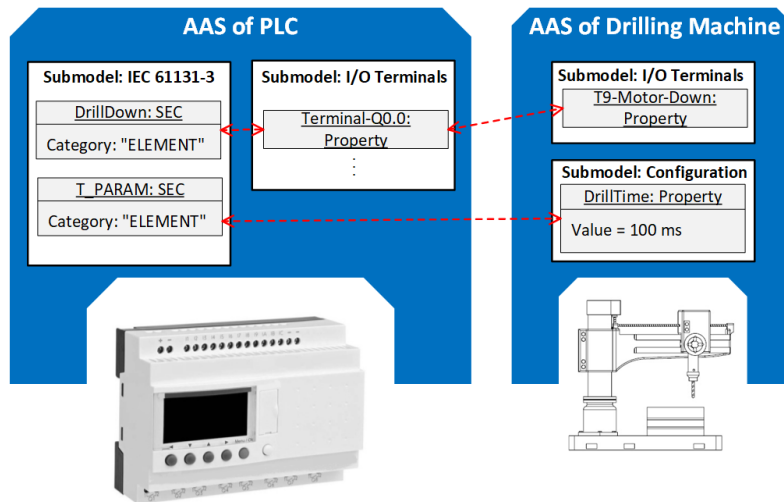 AAS of PLC
Submodel: IEC 61131-3
DrillDown: SEC
Category: "ELEMENT"
T_PARAM: SEC
Category: "ELEMENT"
Submodel: I/O Terminals
Terminal-Q0.0:
Property
AAS of Drilling Machine
Submodel: I/O Terminals
T9-Motor-Down:
Property
Submodel: Configuration
DrillTime: Property
Value = 100 ms